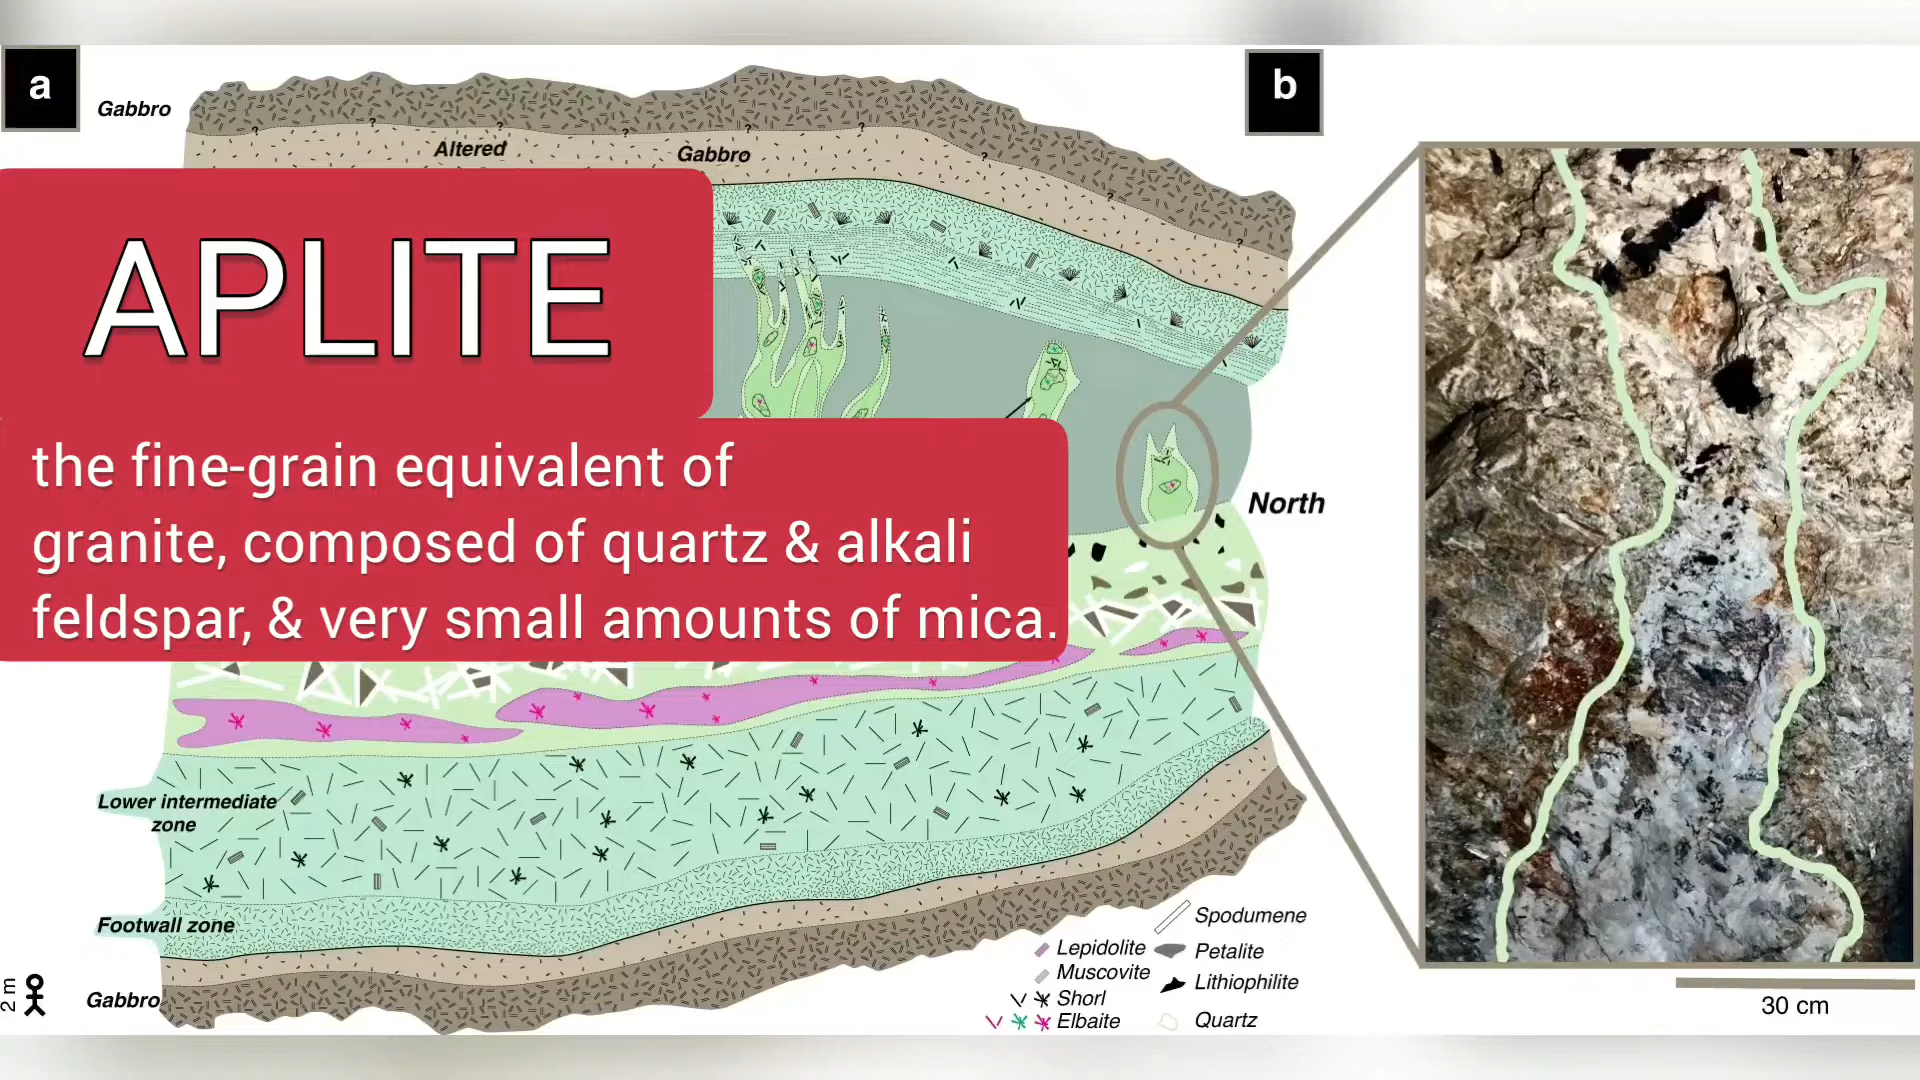 a
b
Gabbro
Altered
Gabbro
APLITE
the fine-grain equivalent of
granite, composed of quartz & alkali
feldspar, & very small amounts of mica.
North
Lower intermediate
zone
Footwall zone
Gabbro
2 m
Spodumene
Lepidolite
Petalite
Muscovite
Lithiophilite
Shorl
Elbaite
Quartz
30 cm